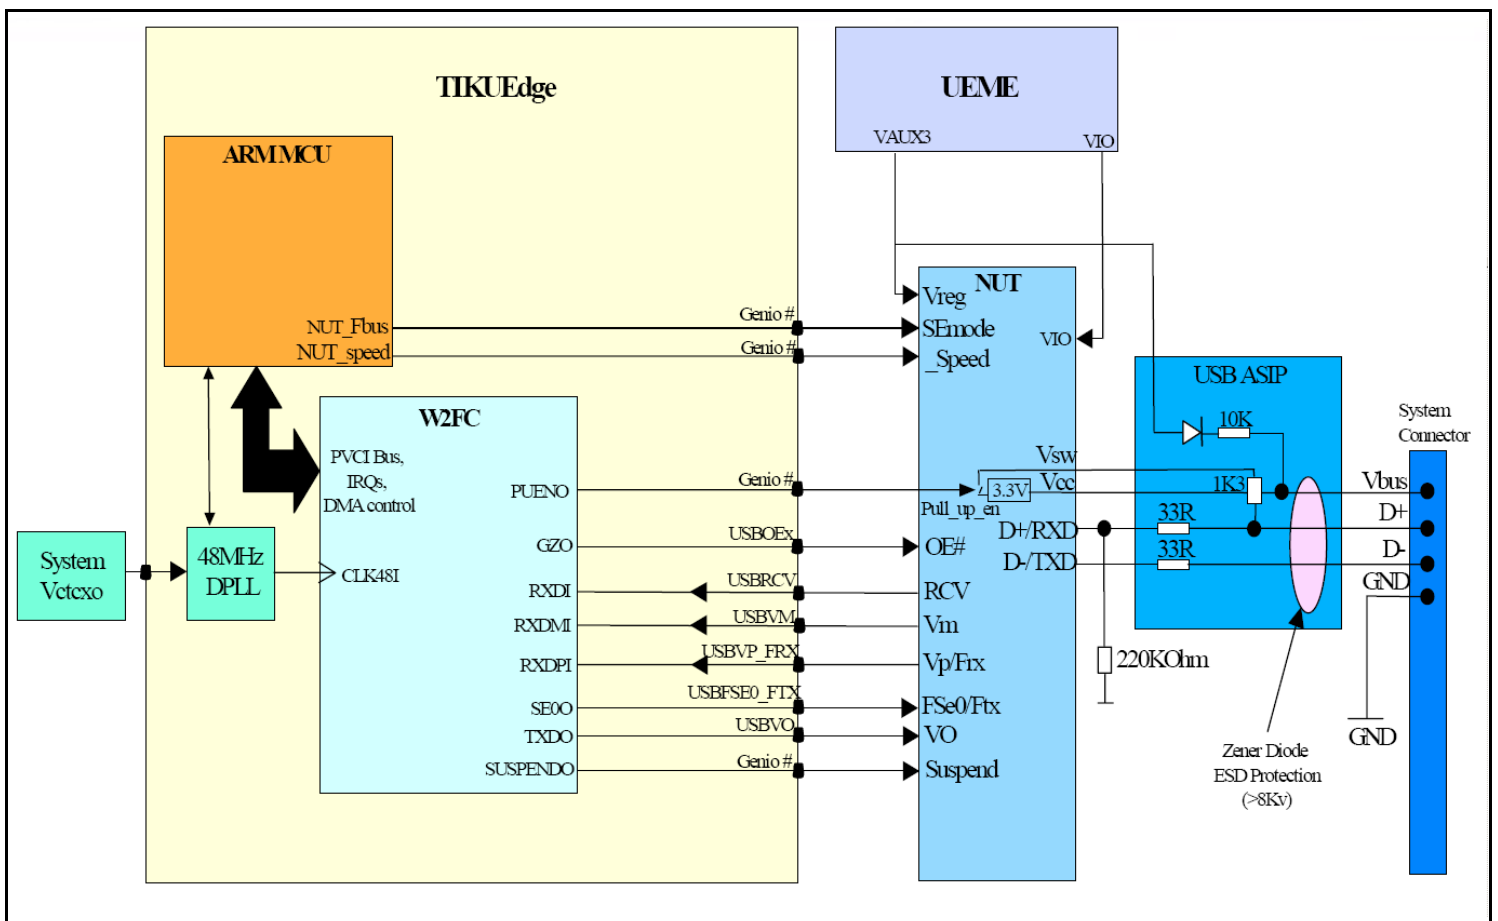 TIKUEdge
UEME
VAUX3
VIO
ARM MCU
NUT_Fbus
NUT_speed
Genio #
Genio #
NUT
Vreg
SEmode
_Speed
VIO
W2FC
PVCI Bus,
IRQs,
DMA control
PUENO
GZO
CLK48I
RXDI
RXDMI
RXDPI
SE0O
TXDO
SUSPENDO
System
Vctcxo
48MHz
DPLL
Genio #
USBOEx
USBRCV
USBVM
USBVP_FRX
USBFSE0_FTX
USBVO
Genio #
Vsw
Vcc
3.3V
Pull_up_en
D+/RXD
D-/TXD
OE#
RCV
Vm
Vp/Frx
FSe0/Ftx
VO
Suspend
220KOhm
USB ASIP
10K
1K3
33R
33R
System
Connector
Vbus
D+
D-
GND
GND
Zener Diode
ESD Protection
(>8Kv)